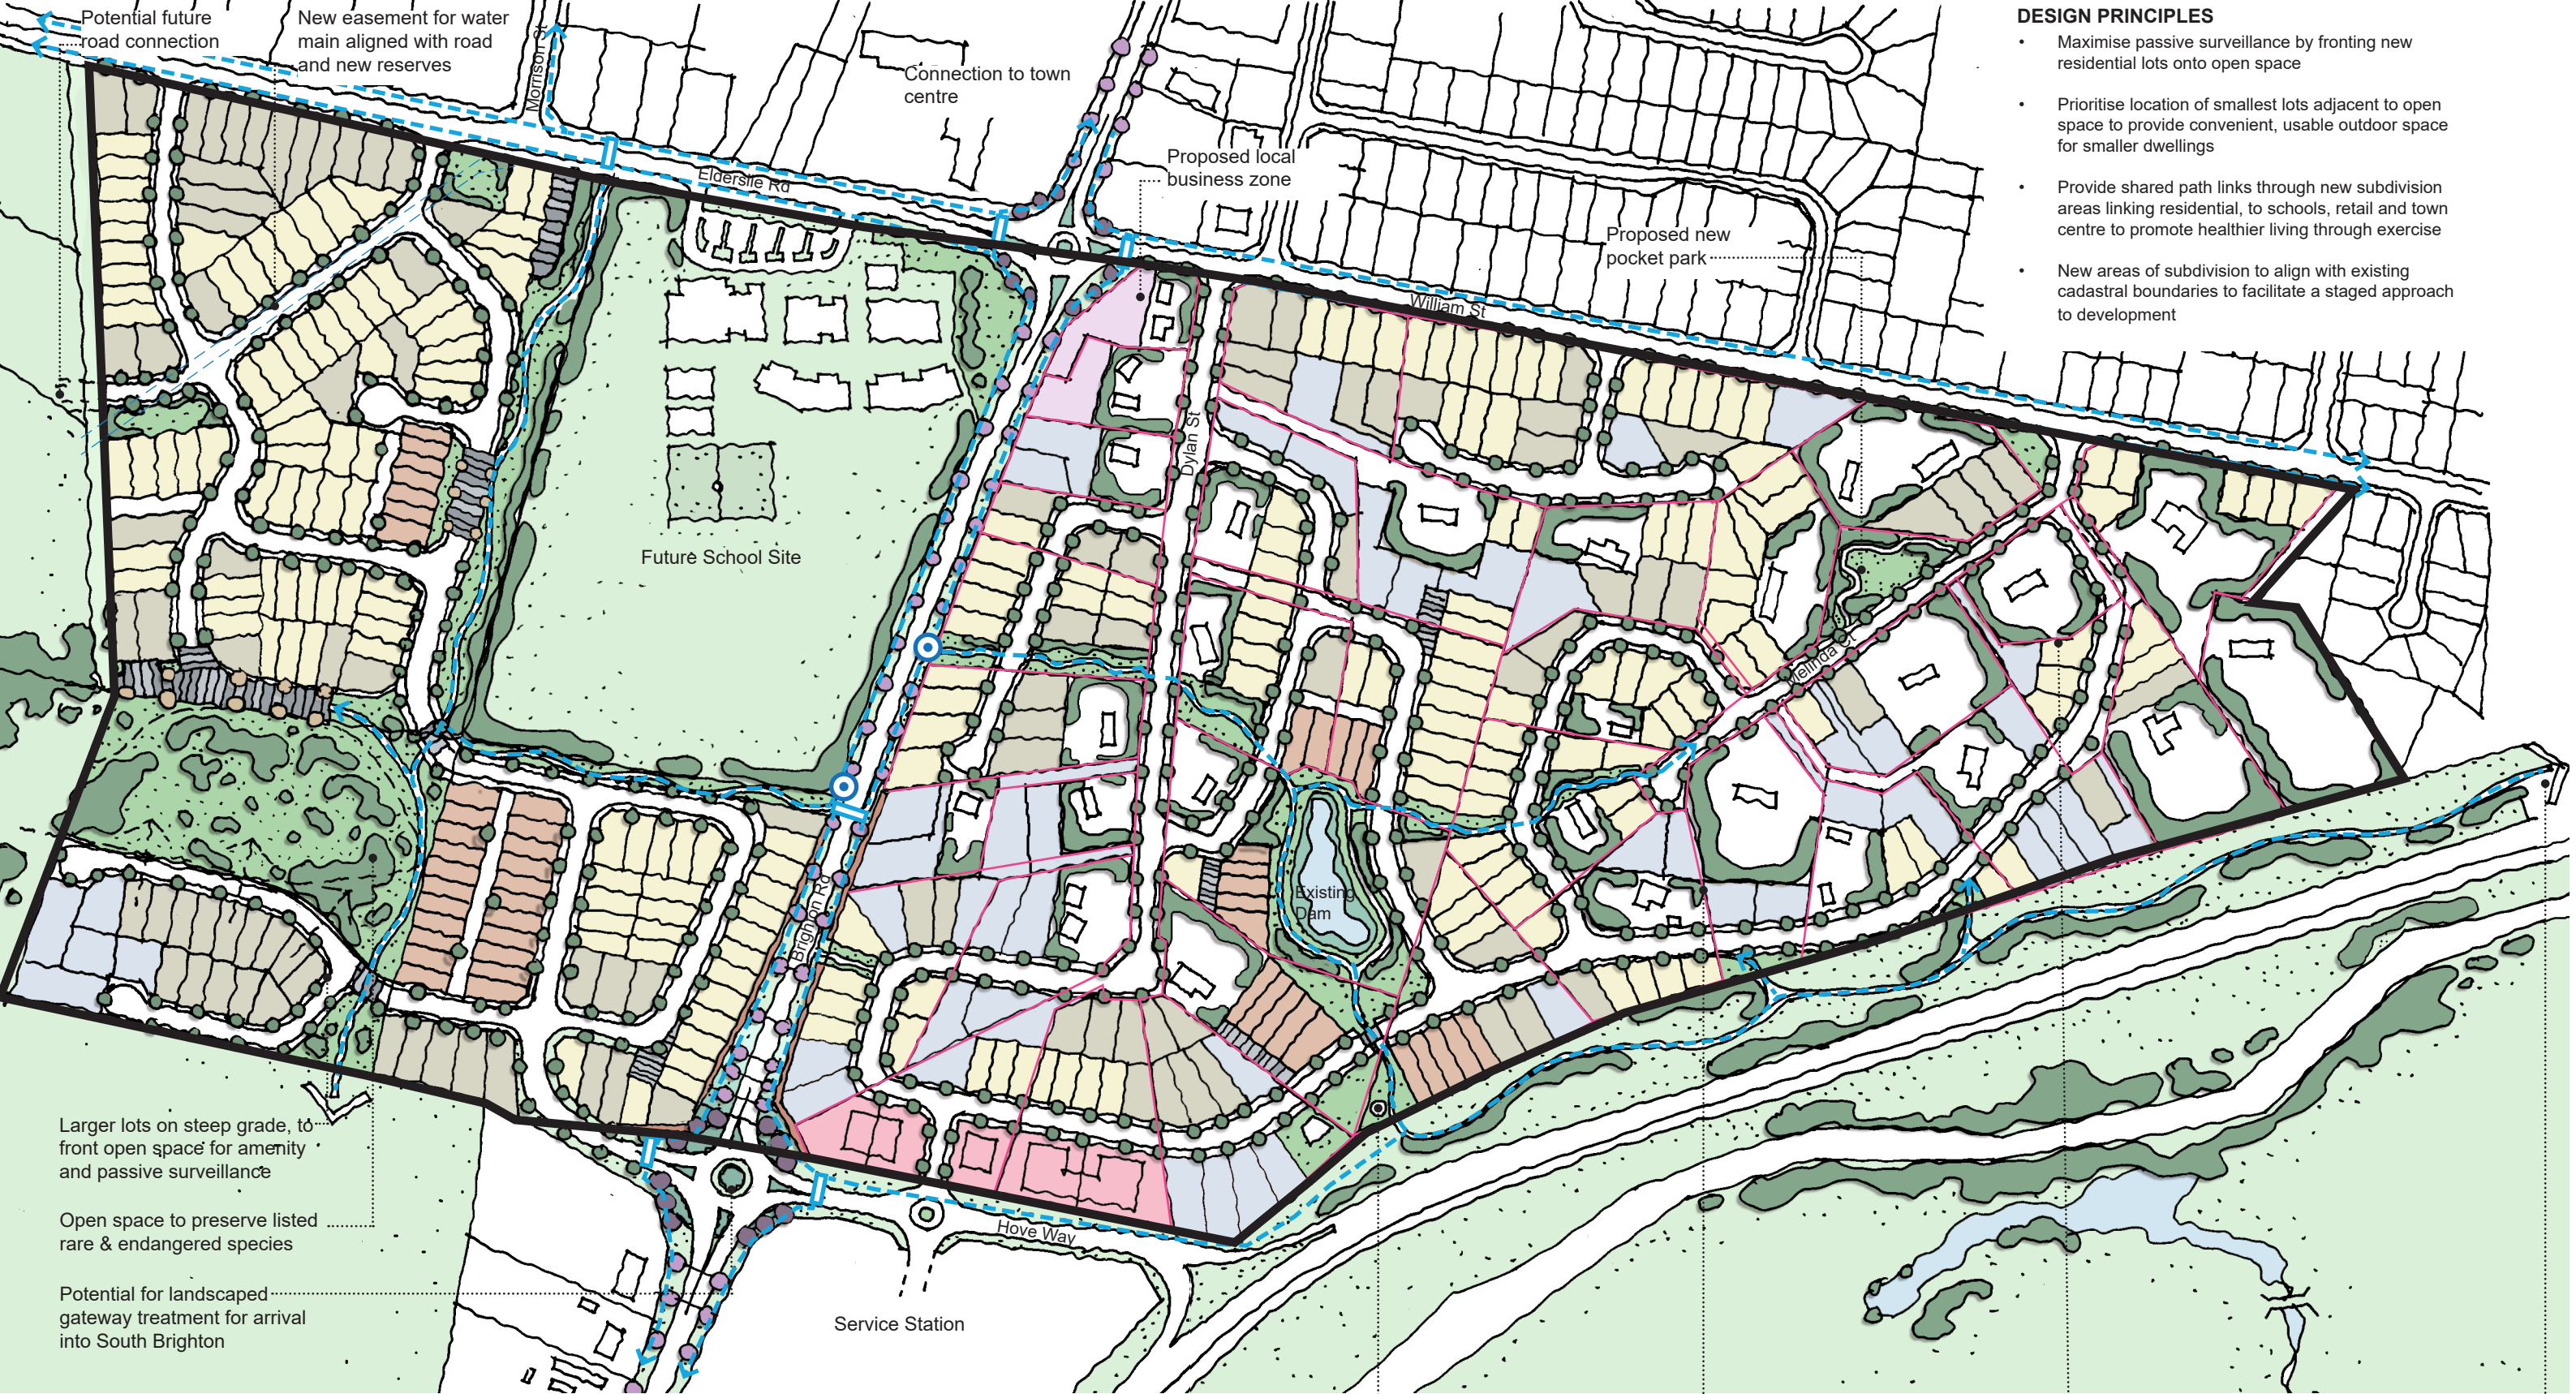 Potential future
road connection
New easement for water
main aligned with road
and new reserves
Morrison St
Connection to town
centre
Proposed local
business zone
Proposed new
pocket park
DESIGN PRINCIPLES
• Maximise passive surveillance by fronting new
residential lots onto open space
• Prioritise location of smallest lots adjacent to open
space to provide convenient, usable outdoor space
for smaller dwellings
• Provide shared path links through new subdivision
areas linking residential, to schools, retail and town
centre to promote healthier living through exercise
• New areas of subdivision to align with existing
cadastral boundaries to facilitate a staged approach
to development
Elderslie Rd
William St
Dylan St
Future School Site
Melinda Ct
Existing
Dam
Brighton Rd
Larger lots on steep grade, to
front open space for amenity
and passive surveillance
Open space to preserve listed
rare & endangered species
Potential for landscaped
gateway treatment for arrival
into South Brighton
Hove Way
Service Station